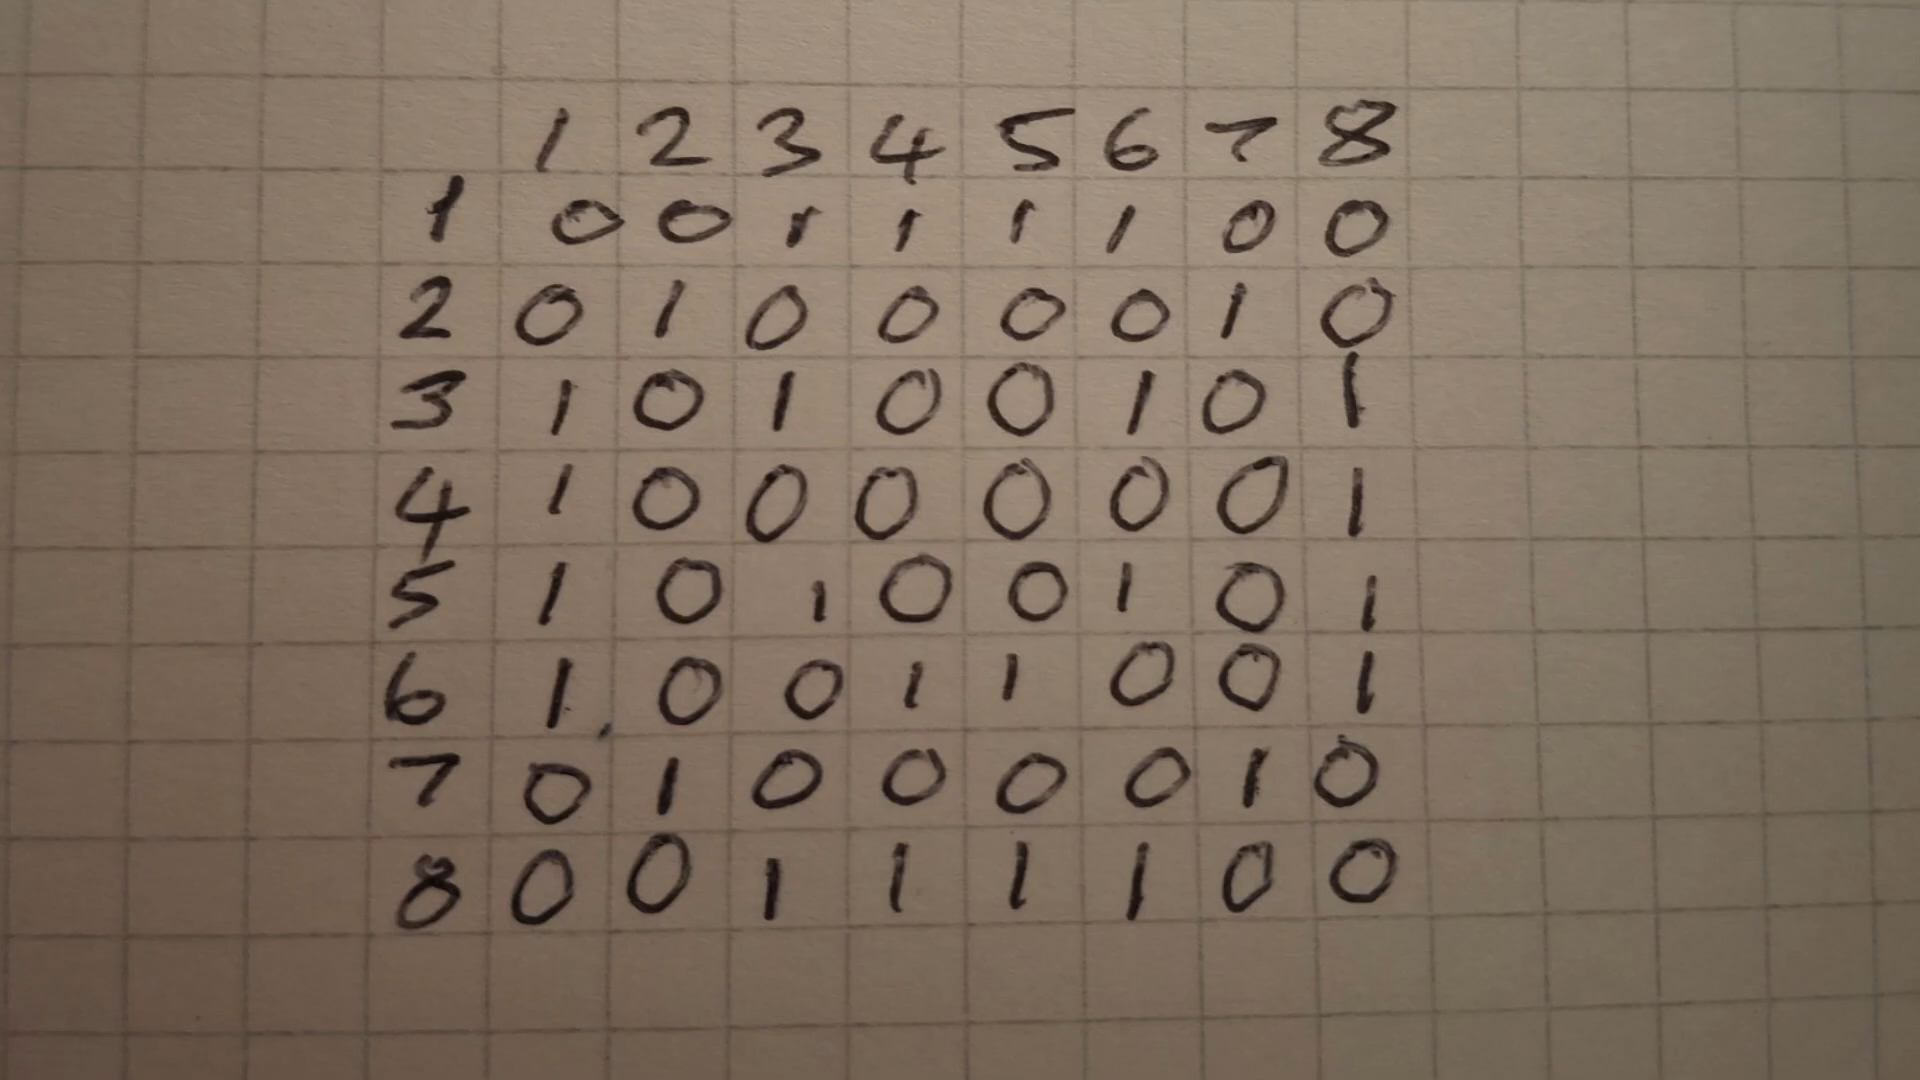 1 2 3 4 5 6 7 8
1 0 0 1 1 1 1 0 0
2 0 1 0 0 0 0 1 0
3 1 0 1 0 0 1 0 1
4 1 0 0 0 0 0 0 1
5 1 0 1 0 0 1 0 1
6 1 0 0 1 1 0 0 1
7 0 1 0 0 0 0 1 0
8 0 0 1 1 1 1 0 0